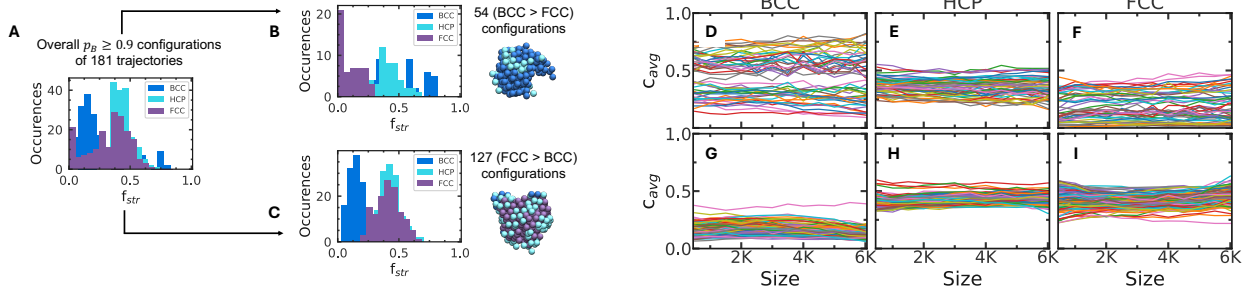 A
Overall p_B ≥ 0.9 configurations
of 181 trajectories
Occurences
40
20
0
0.0
0.5
1.0
f_str
BCC
HCP
FCC
B
Occurences
20
10
0
0.0
0.5
1.0
f_str
BCC
HCP
FCC
54 (BCC > FCC)
configurations
C
Occurences
20
0
0.0
0.5
1.0
f_str
BCC
HCP
FCC
127 (FCC > BCC)
configurations
BCC
HCP
FCC
D
E
F
c_avg
1.0
0.5
0.0
G
H
I
c_avg
1.0
0.5
0.0
2K
4K
6K
2K
4K
6K
2K
4K
6K
Size
Size
Size